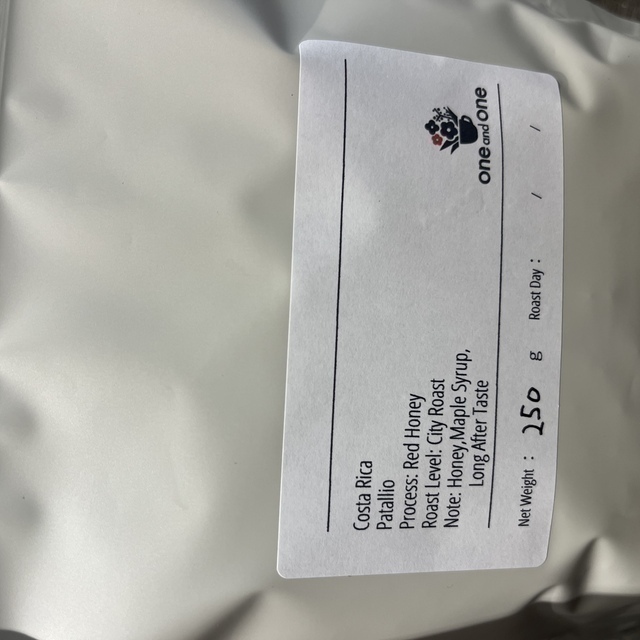 one and one
Costa Rica
Patallio
Process: Red Honey
Roast Level: City Roast
Note: Honey,Maple Syrup,
Long After Taste
Net Weight : 250 g Roast Day : / /